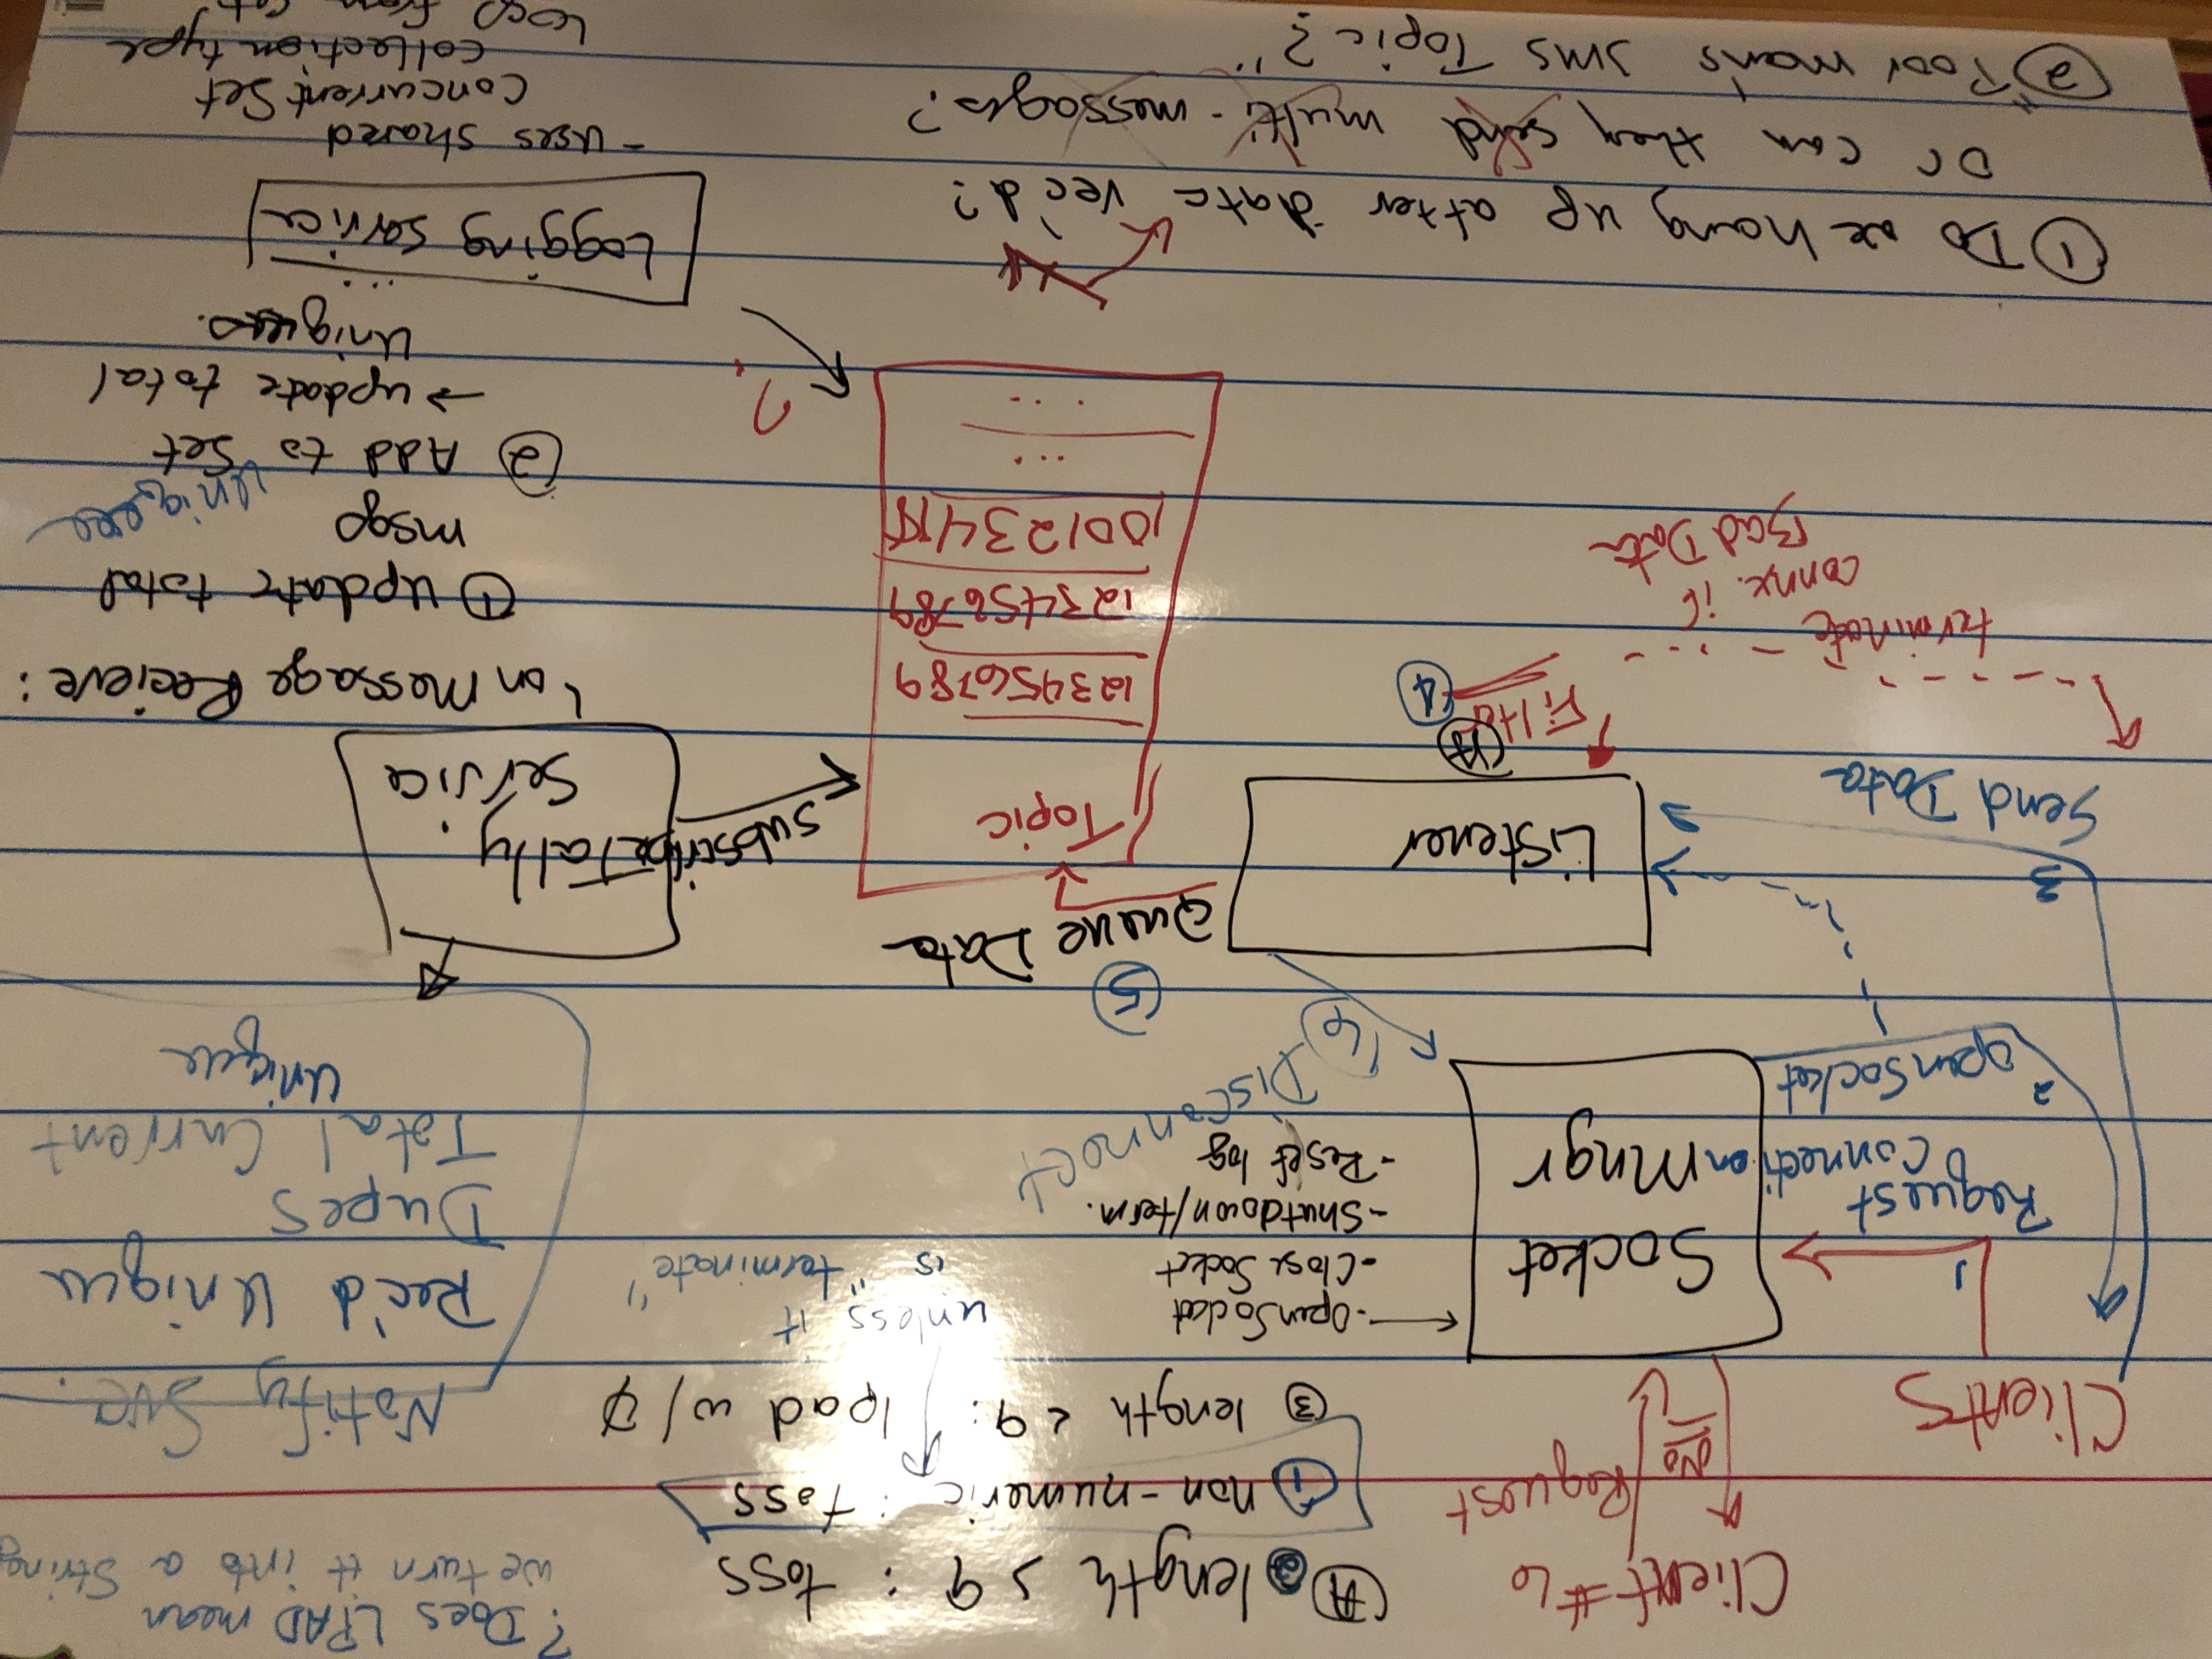 Client #6
Request
No
Clients
(A) (2) length > 9 : toss
(1) non-numeric : toss
(3) length < 9: lpad w/ Ø
unless it
is "terminate"
? Does LPAD mean
we turn it into a String
Notify Svc.
Rec'd Unique
Dupes
Total Current
Unique
1
Request
Connection
Socket
Mngr
- Open Socket
- Close Socket
- Shutdown/term.
- Reset log
2
open Socket
(6) Disconnect
(5)
Queue Data
3
Send Data
Listener
Filter (A)
(4)
terminate
connx. if
Bad Data
Topic
123456789
123456789
...
...
subscribe
Tally
Service
on Message Recieve:
(1) update total
msgs
Unique
(2) Add to Set
→ update total
Uniques.
?
...
Logging Service
- uses shared
Concurrent Set
collection type
Logs from set
(1) Do we hang up after data rec'd?
or can they send multi-messages?
(2) "Poor man's JMS Topic?"